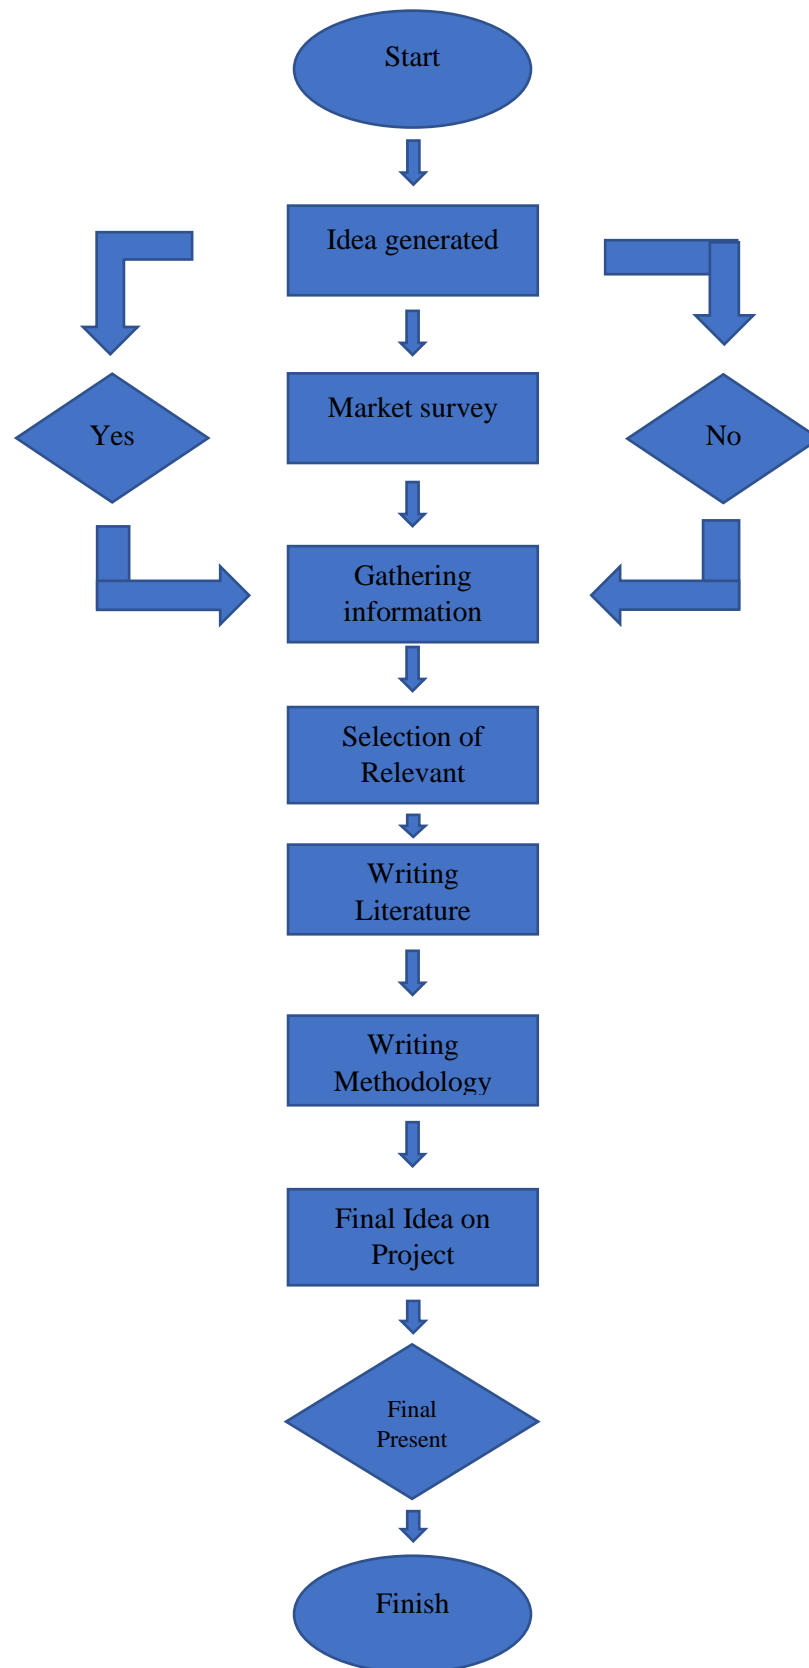 Start
Idea generated
Market survey
Yes
No
Gathering
information
Selection of
Relevant
Writing
Literature
Writing
Methodology
Final Idea on
Project
Final
Present
Finish